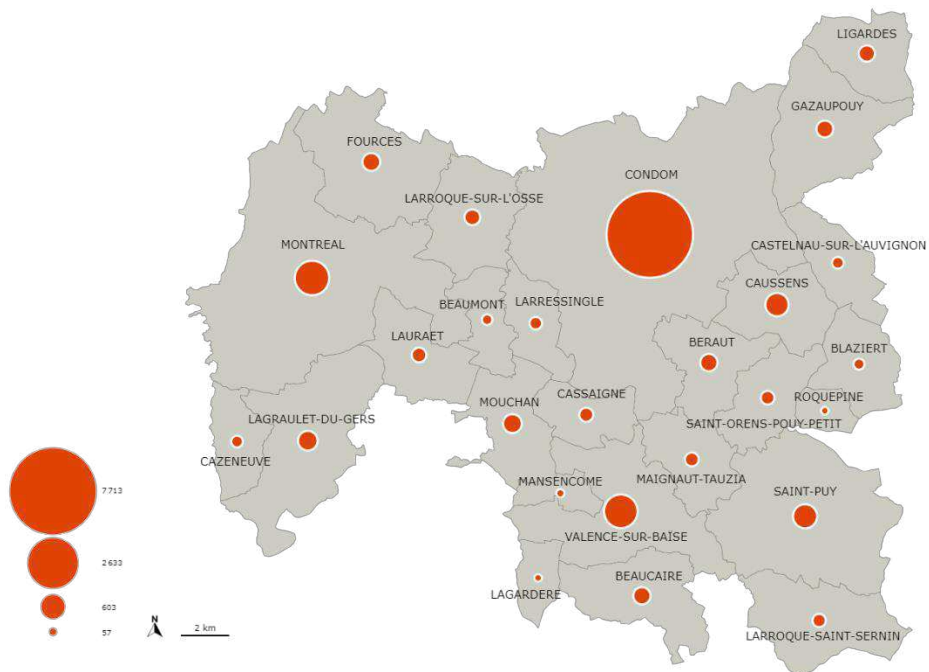 LIGARDES
GAZAUPOUY
FOURCES
CONDOM
LARROQUE-SUR-L'OSSE
MONTREAL
CASTELNAU-SUR-L'AUVIGNON
CAUSSENS
BEAUMONT
LARRESSINGLE
LAURAET
BERAUT
BLAZIERT
CASSAIGNE
ROQUEPINE
MOUCHAN
LAGRAULET-DU-GERS
SAINT-ORENS-POUY-PETIT
CAZENEUVE
MANSENCOME
MAIGNAUT-TAUZIA
SAINT-PUY
VALENCE-SUR-BAÏSE
BEAUCAIRE
LAGARDERE
LARROQUE-SAINT-SERNIN
7 713
2 633
603
57
N
2 km